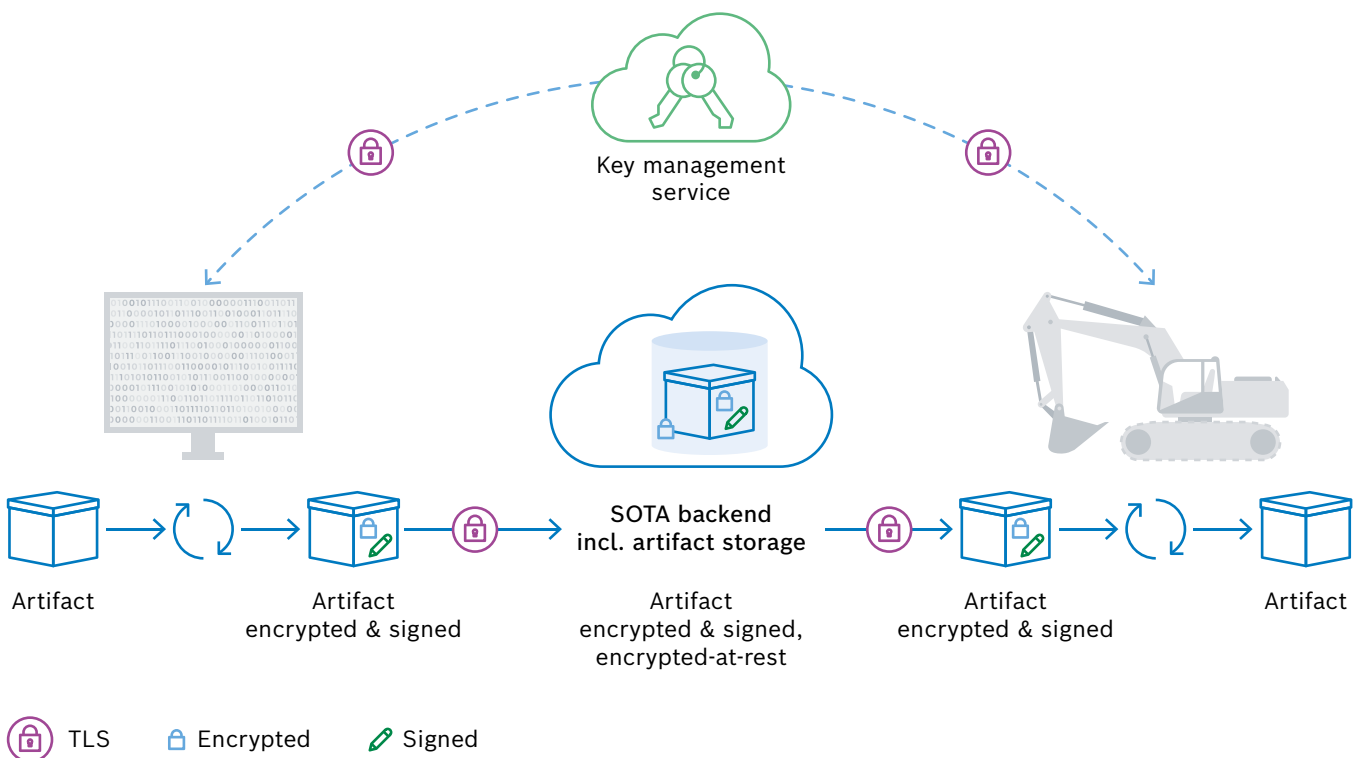 Key management
service
SOTA backend
incl. artifact storage
Artifact
Artifact
encrypted & signed
Artifact
encrypted & signed,
encrypted-at-rest
Artifact
encrypted & signed
Artifact
TLS
Encrypted
Signed